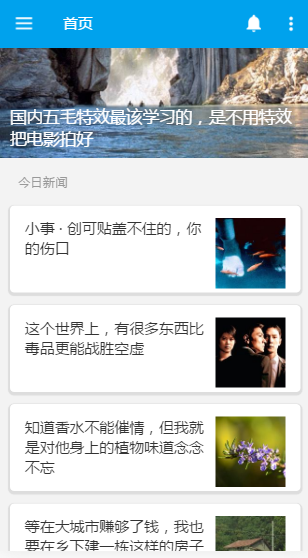 首页
国内五毛特效最该学习的，是不用特效
把电影拍好
今日新闻
小事 · 创可贴盖不住的，你
的伤口
这个世界上，有很多东西比
毒品更能战胜空虚
知道香水不能催情，但我就
是对他身上的植物味道念念
不忘
等在大城市赚够了钱，我也
要在乡下建一栋这样的房子